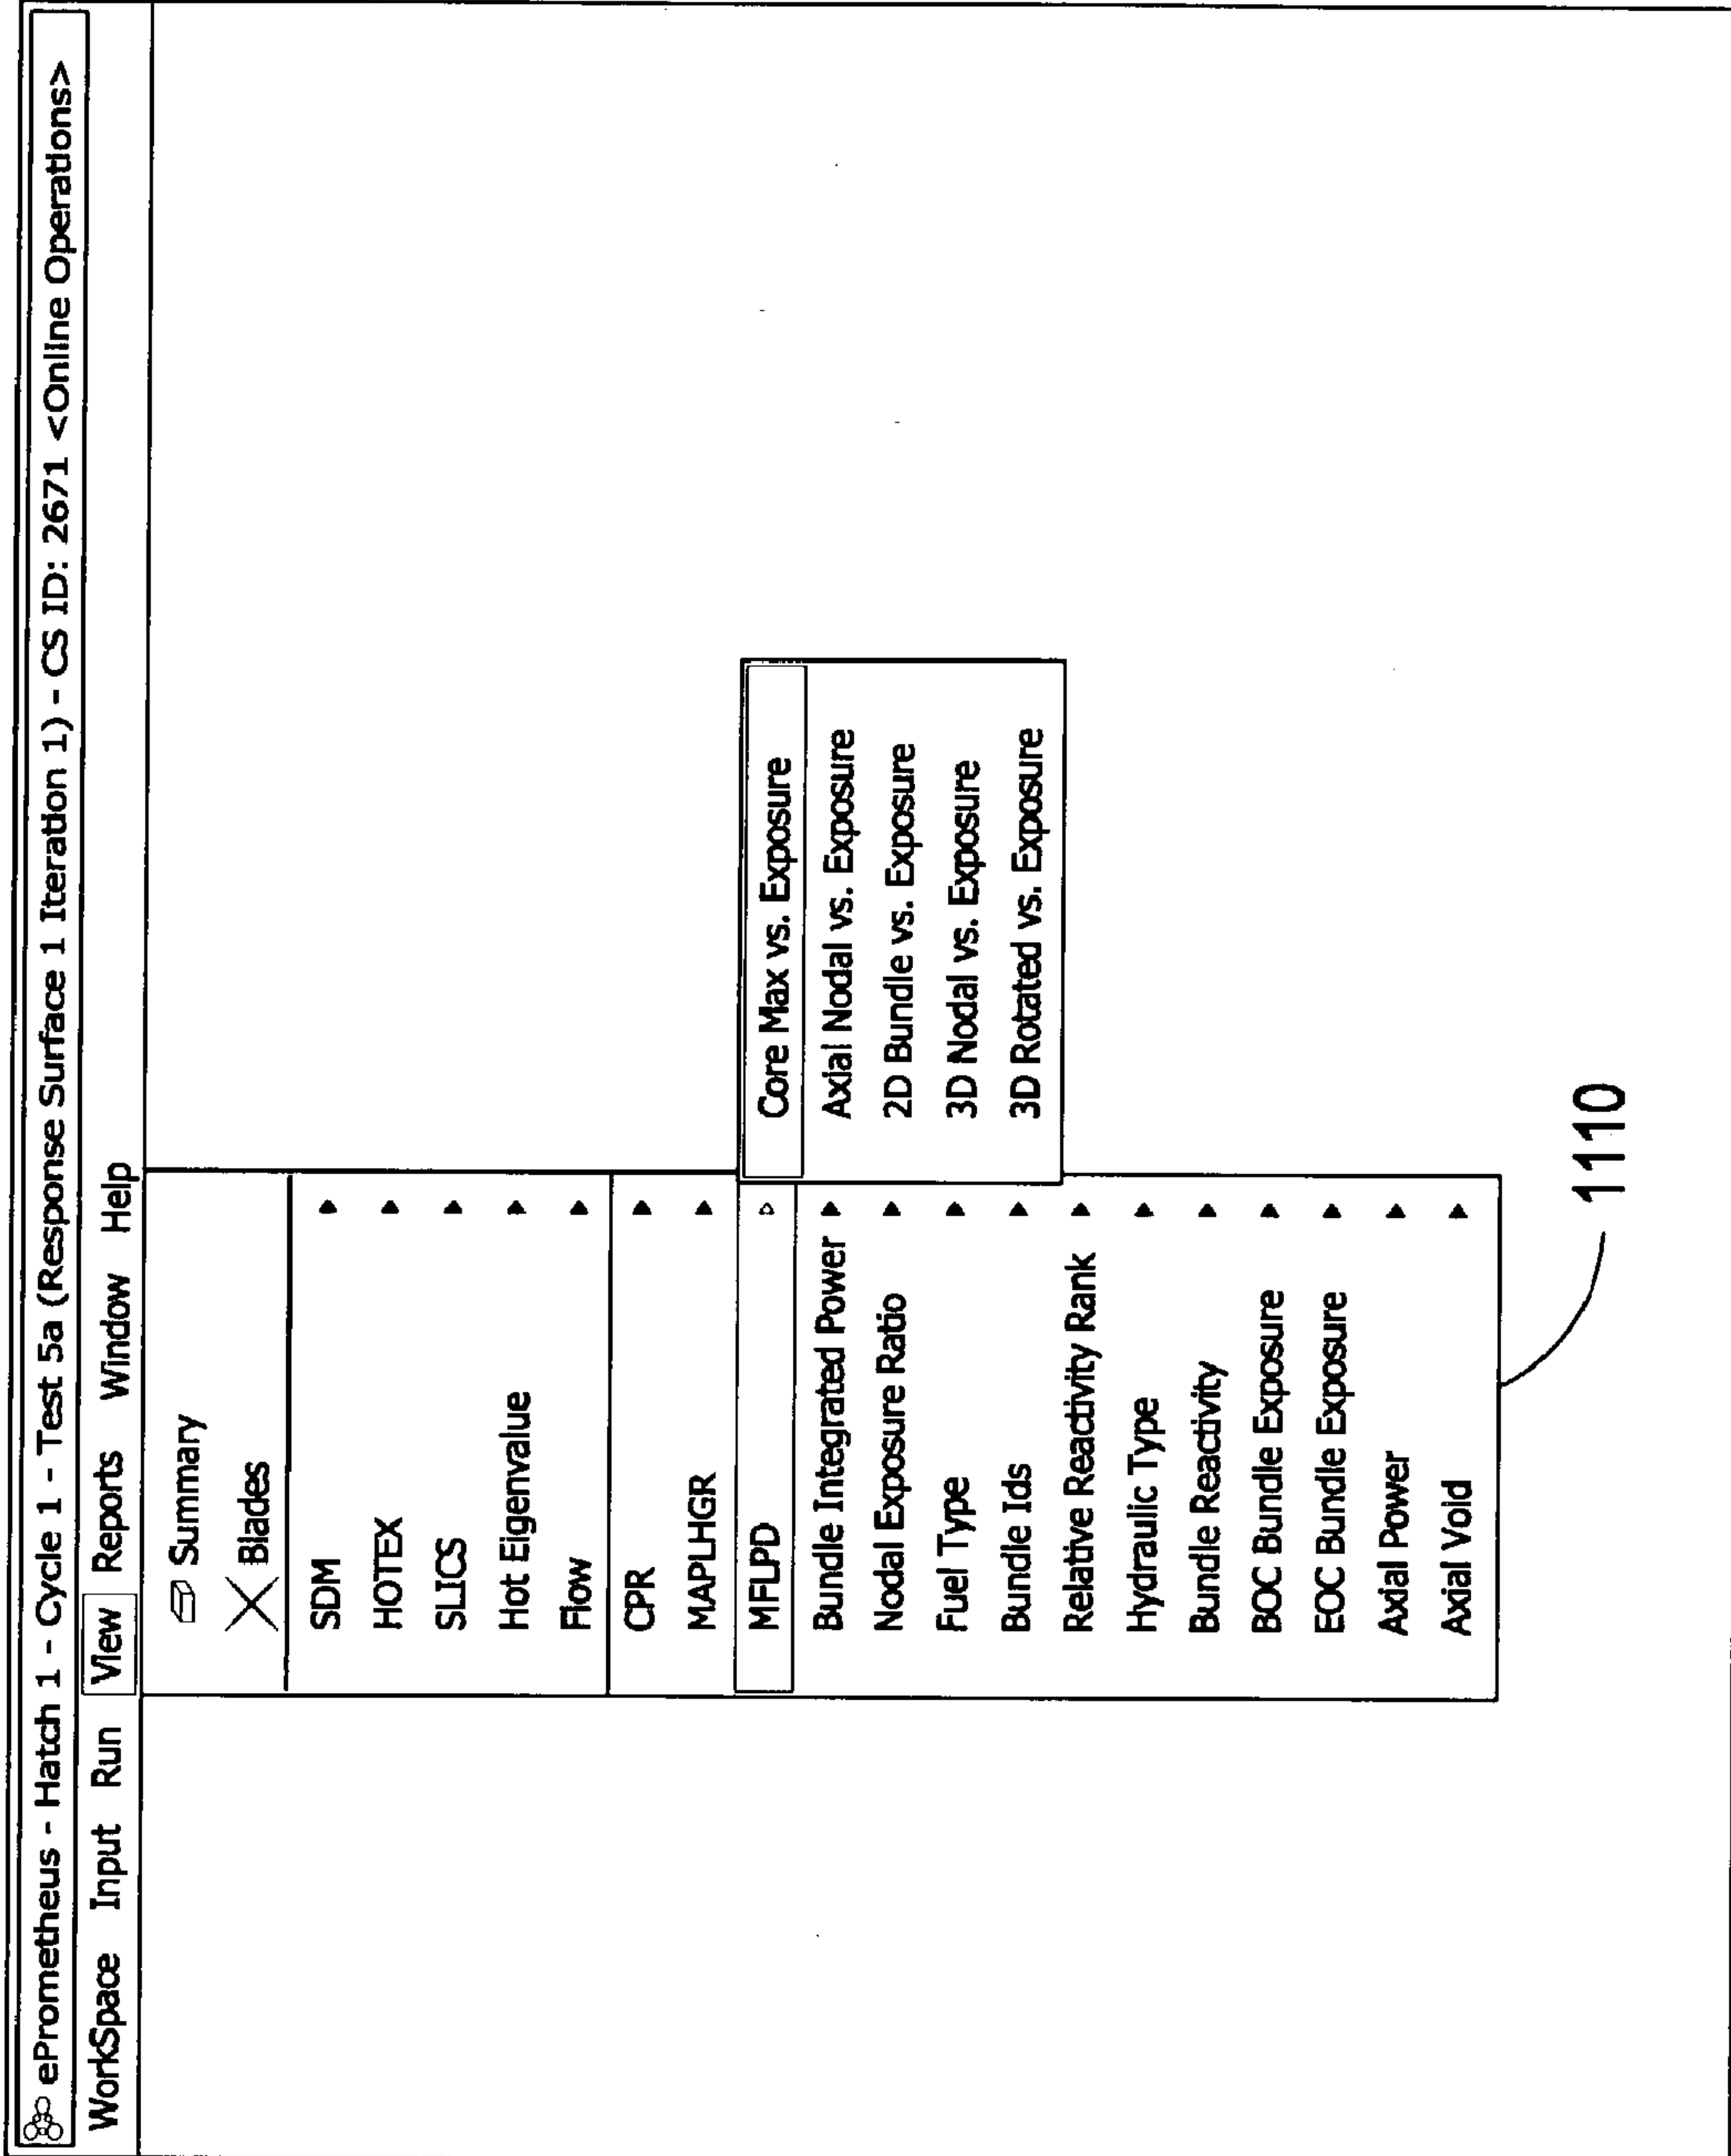 ePrometheus - Hatch 1 - Cycle 1 - Test 5a (Response Surface 1 Iteration 1) - CS ID: 2671 <Online Operations>
WorkSpace Input Run View Reports Window Help
Summary
Blades
SDM
HOTEX
SLICS
Hot Eigenvalue
Flow
CPR
MAPLHGR
MFLPD
Bundle Integrated Power
Nodal Exposure Ratio
Fuel Type
Bundle Ids
Relative Reactivity Rank
Hydraulic Type
Bundle Reactivity
BOC Bundle Exposure
EOC Bundle Exposure
Axial Power
Axial Void
Core Max vs. Exposure
Axial Nodal vs. Exposure
2D Bundle vs. Exposure
3D Nodal vs. Exposure
3D Rotated vs. Exposure
1110